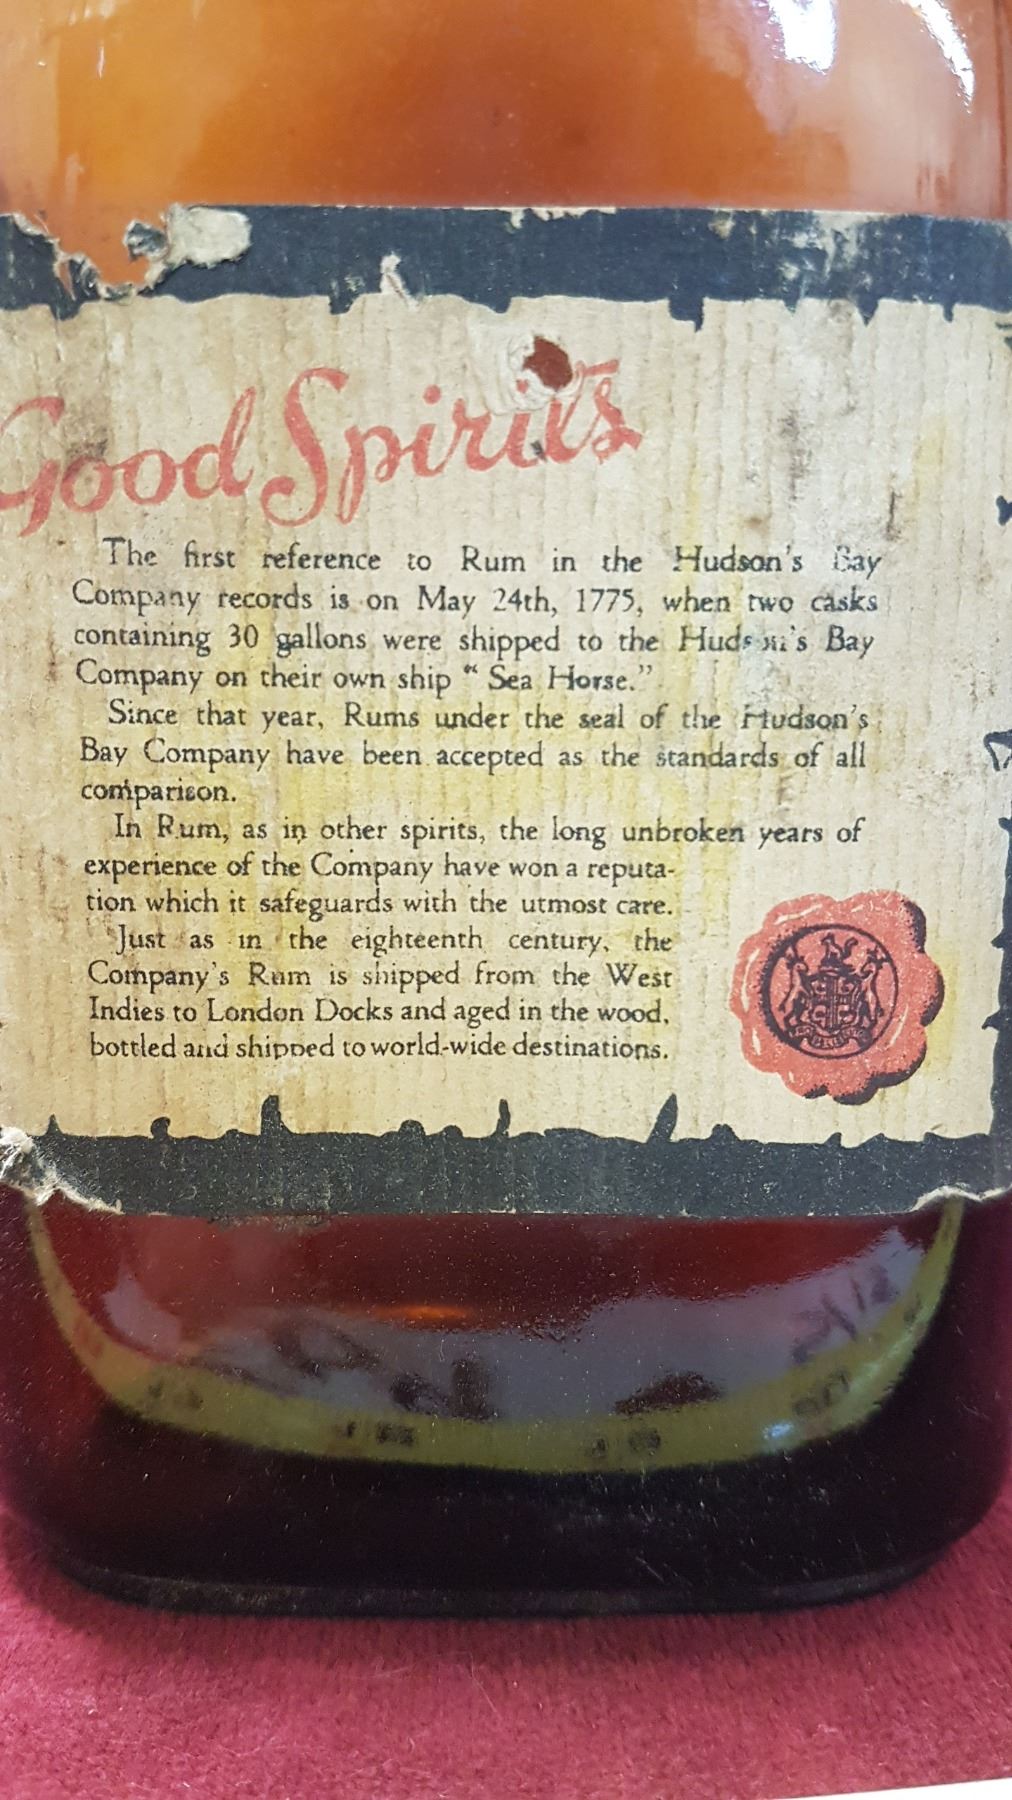 Good Spirits
The first reference to Rum in the Hudson's Bay
Company records is on May 24th, 1775, when two casks
containing 30 gallons were shipped to the Hudson's Bay
Company on their own ship "Sea Horse."
Since that year, Rums under the seal of the Hudson's
Bay Company have been accepted as the standards of all
comparison.
In Rum, as in other spirits, the long unbroken years of
experience of the Company have won a reputa-
tion which it safeguards with the utmost care.
Just as in the eighteenth century, the
Company's Rum is shipped from the West
Indies to London Docks and aged in the wood,
bottled and shipped to world-wide destinations.